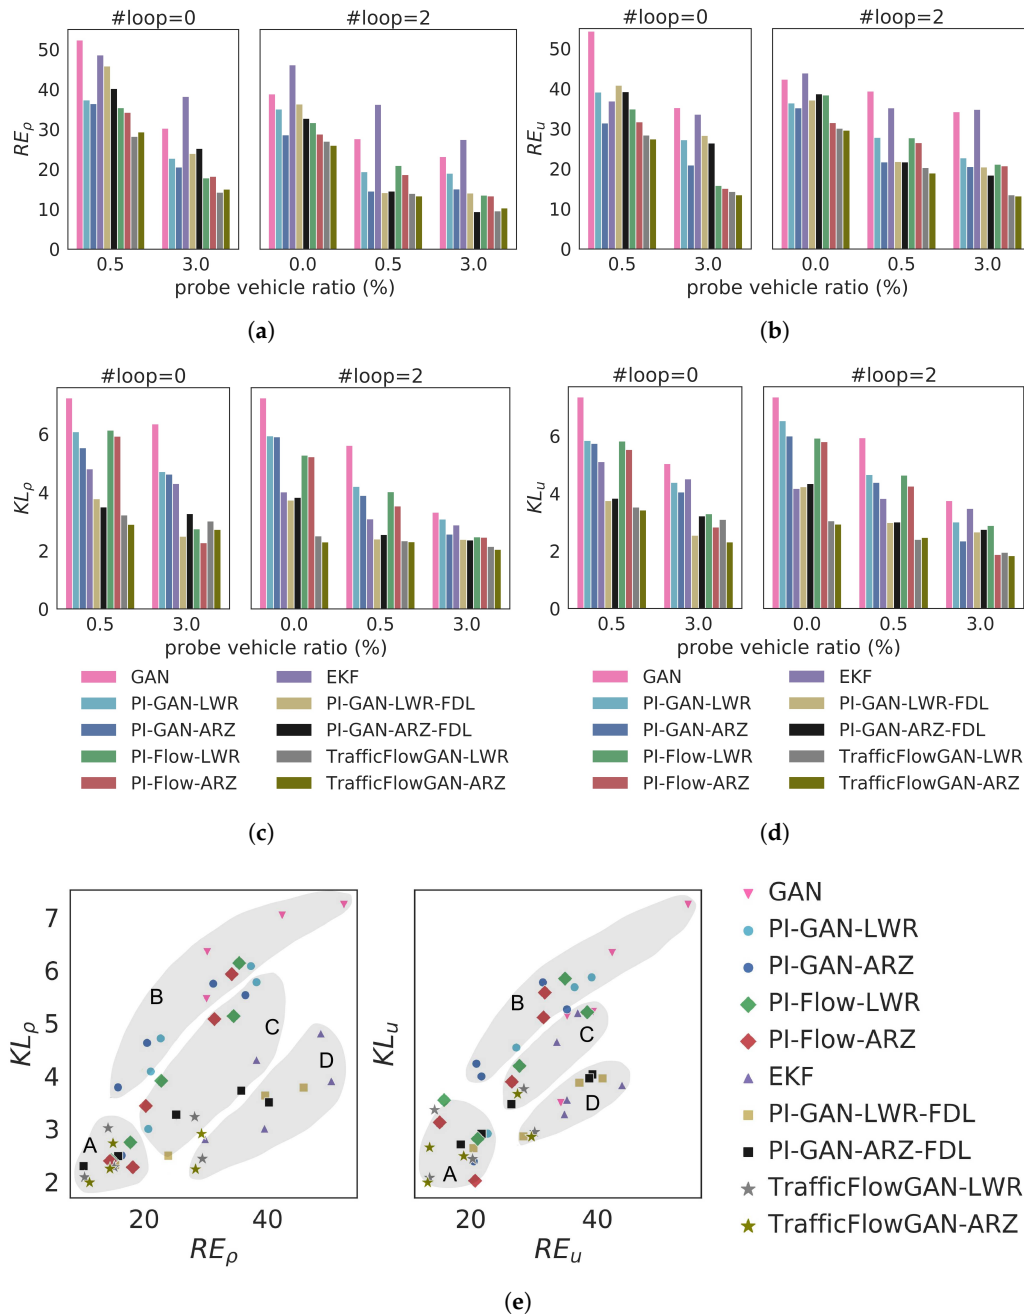 #loop=0
#loop=2
#loop=0
#loop=2
50
40
30
20
10
0
REρ
0.5
3.0
0.0
0.5
3.0
probe vehicle ratio (%)
50
40
30
20
10
0
REu
0.5
3.0
0.0
0.5
3.0
probe vehicle ratio (%)
(a)
(b)
#loop=0
#loop=2
#loop=0
#loop=2
6
4
2
0
KLρ
0.5
3.0
0.0
0.5
3.0
probe vehicle ratio (%)
6
4
2
0
KLu
0.5
3.0
0.0
0.5
3.0
probe vehicle ratio (%)
GAN
PI-GAN-LWR
PI-GAN-ARZ
PI-Flow-LWR
PI-Flow-ARZ
EKF
PI-GAN-LWR-FDL
PI-GAN-ARZ-FDL
TrafficFlowGAN-LWR
TrafficFlowGAN-ARZ
GAN
PI-GAN-LWR
PI-GAN-ARZ
PI-Flow-LWR
PI-Flow-ARZ
EKF
PI-GAN-LWR-FDL
PI-GAN-ARZ-FDL
TrafficFlowGAN-LWR
TrafficFlowGAN-ARZ
(c)
(d)
7
6
5
4
3
2
KLρ
A
B
C
D
20
40
REρ
KLu
A
B
C
D
20
40
REu
GAN
PI-GAN-LWR
PI-GAN-ARZ
PI-Flow-LWR
PI-Flow-ARZ
EKF
PI-GAN-LWR-FDL
PI-GAN-ARZ-FDL
TrafficFlowGAN-LWR
TrafficFlowGAN-ARZ
(e)